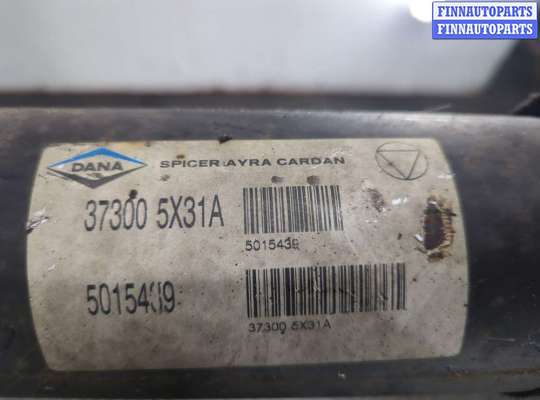 FINNAUTOPARTS
FINNAUTOPARTS
DANA SPICER AYRA CARDAN
37300 5X31A
5015439
5015439
37300 5X31A